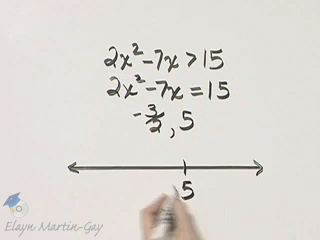 2x² - 7x > 15
2x² - 7x = 15
-3/2, 5
5
Elayn Martin-Gay